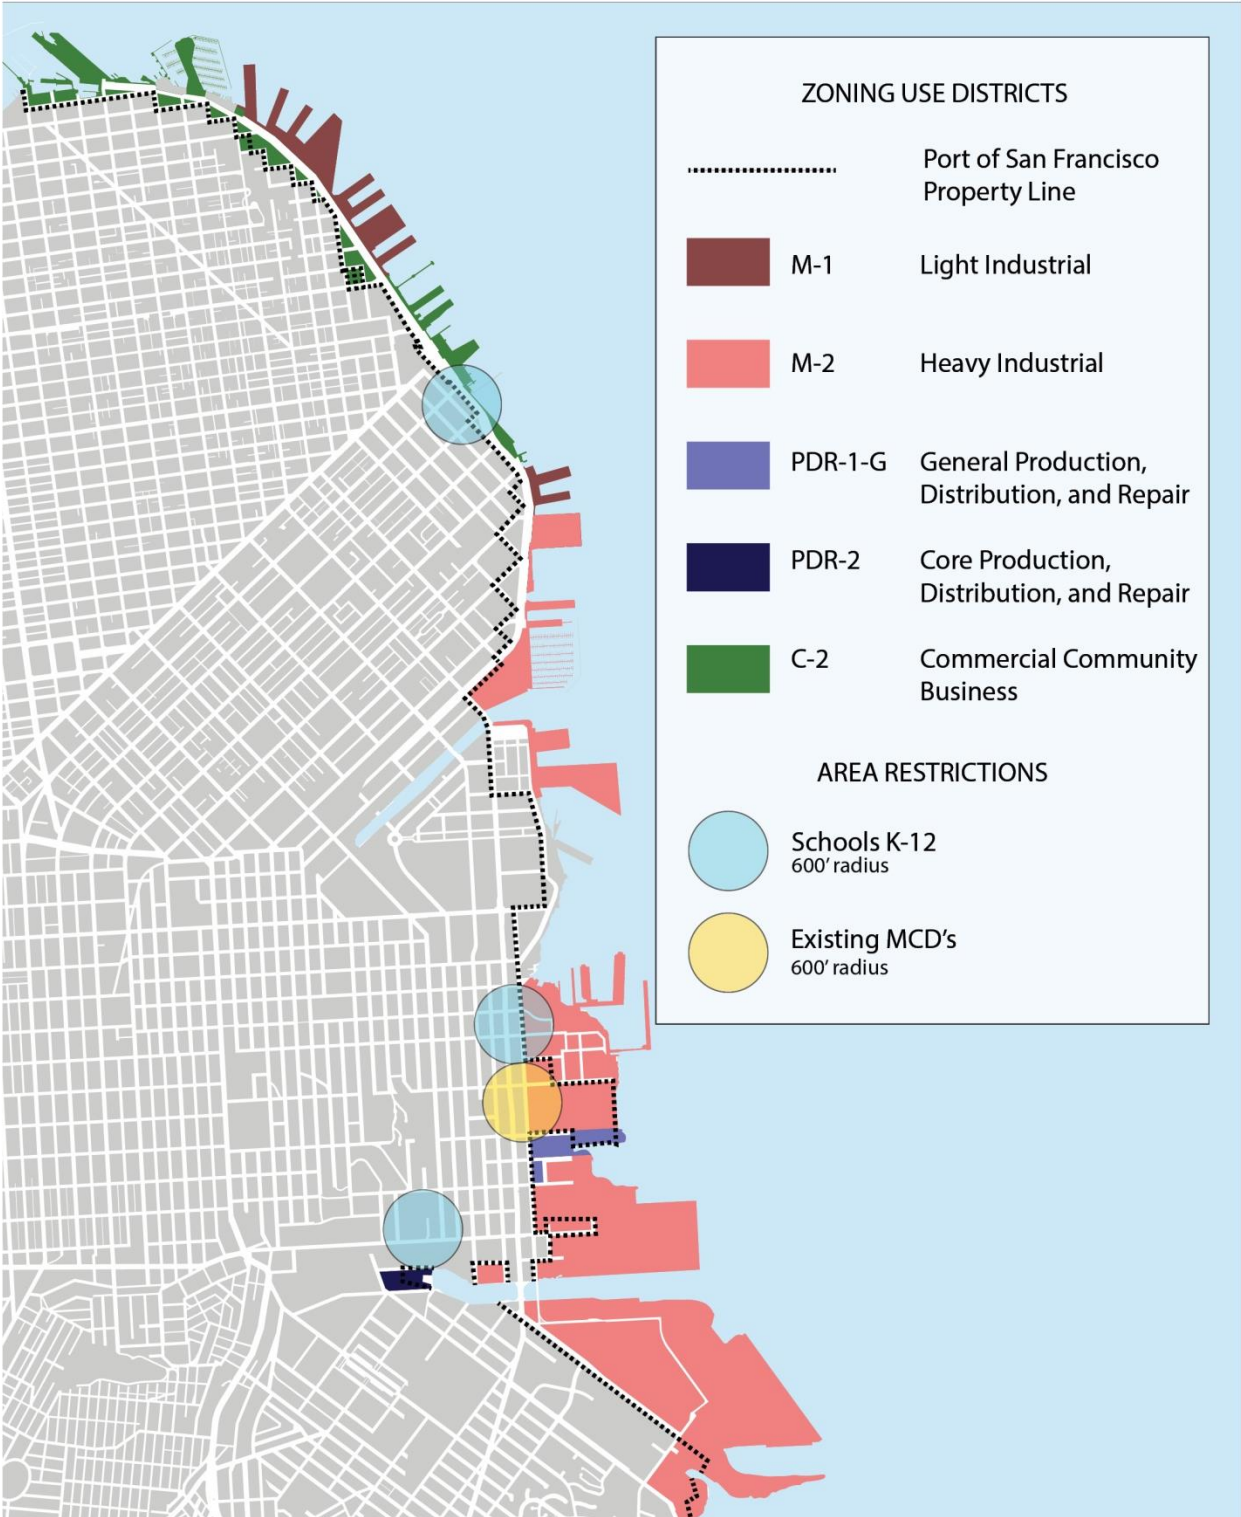 ZONING USE DISTRICTS
Port of San Francisco
Property Line
M-1 Light Industrial
M-2 Heavy Industrial
PDR-1-G General Production,
Distribution, and Repair
PDR-2 Core Production,
Distribution, and Repair
C-2 Commercial Community
Business
AREA RESTRICTIONS
Schools K-12
600' radius
Existing MCD's
600' radius